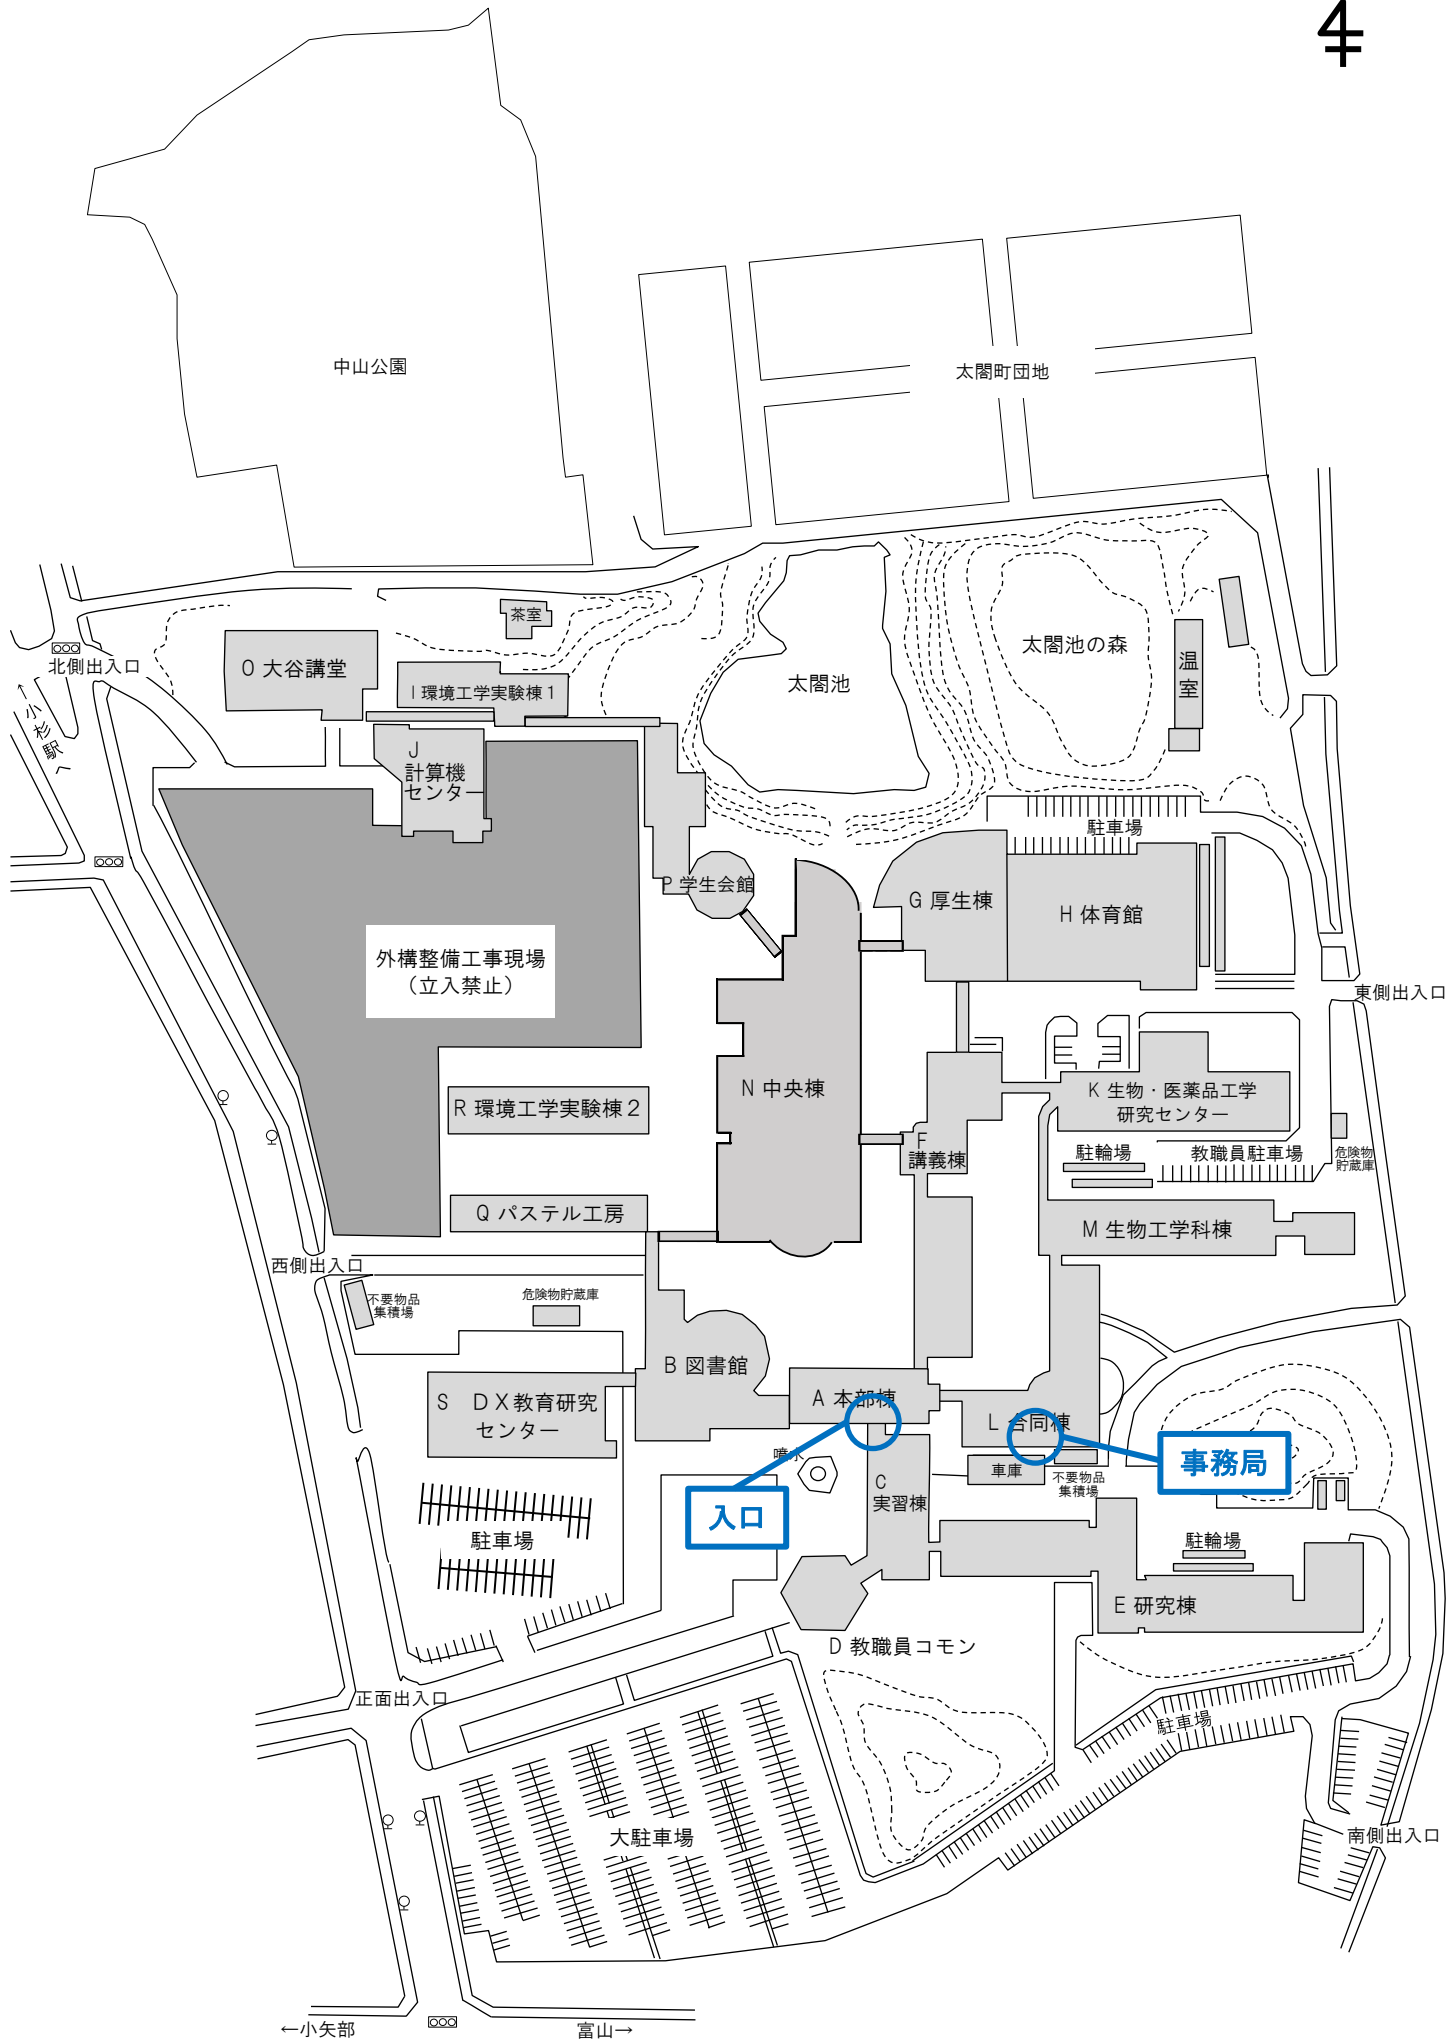 中山公園
太閤町団地
茶室
北側出入口
O 大谷講堂
I 環境工学実験棟1
太閤池
太閤池の森
温室
←小杉駅へ
J
計算機
センター
駐車場
P 学生会館
G 厚生棟
H 体育館
外構整備工事現場
（立入禁止）
東側出入口
N 中央棟
K 生物・医薬品工学
研究センター
R 環境工学実験棟２
F
講義棟
駐輪場
教職員駐車場
危険物
貯蔵庫
Q パステル工房
M 生物工学科棟
西側出入口
不要物品
集積場
危険物貯蔵庫
B 図書館
S　ＤＸ教育研究
センター
A 本部棟
L 合同棟
噴水
車庫
不要物品
集積場
事務局
入口
C
実習棟
駐車場
駐輪場
E 研究棟
D 教職員コモン
正面出入口
駐車場
大駐車場
南側出入口
←小矢部
富山→